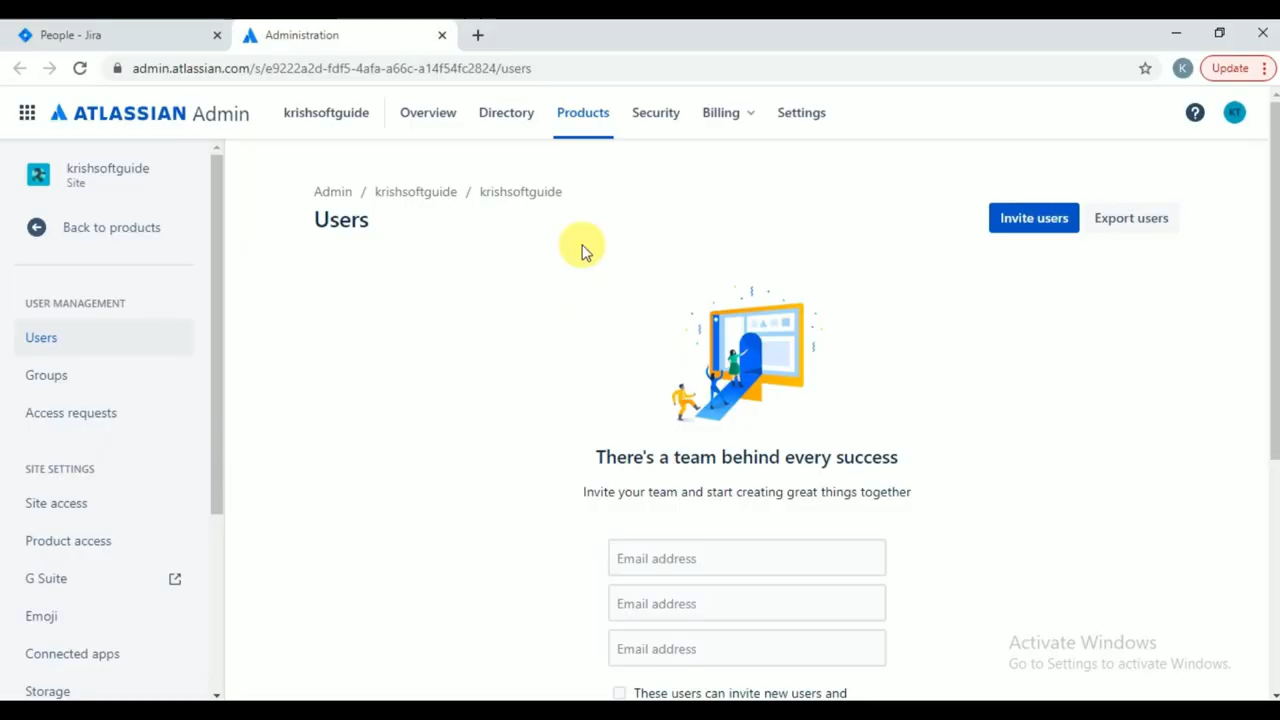 People - Jira
Administration
admin.atlassian.com/s/e9222a2d-fdf5-4afa-a66c-a14f54fc2824/users
K
Update
ATLASSIAN Admin
krishsoftguide
Overview
Directory
Products
Security
Billing
Settings
?
KT
krishsoftguide
Site
Back to products
USER MANAGEMENT
Users
Groups
Access requests
SITE SETTINGS
Site access
Product access
G Suite
Emoji
Connected apps
Storage
Admin / krishsoftguide / krishsoftguide
Users
Invite users
Export users
There's a team behind every success
Invite your team and start creating great things together
Email address
Email address
Email address
These users can invite new users and
Activate Windows
Go to Settings to activate Windows.